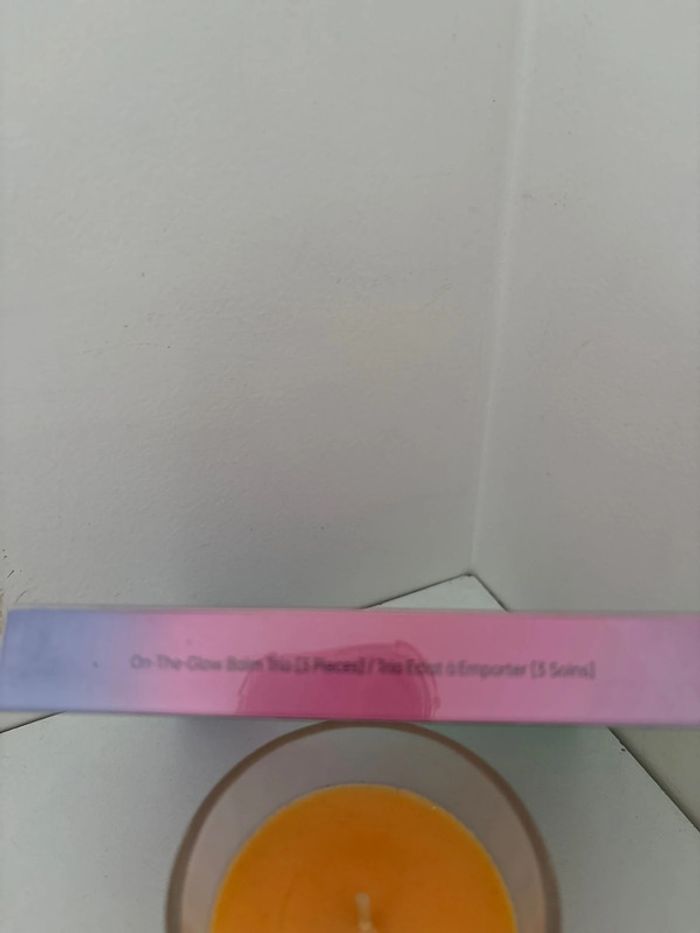 On-The-Glow Balm Trio [3 Pieces] / Trio Éclat à Emporter [3 Soins]